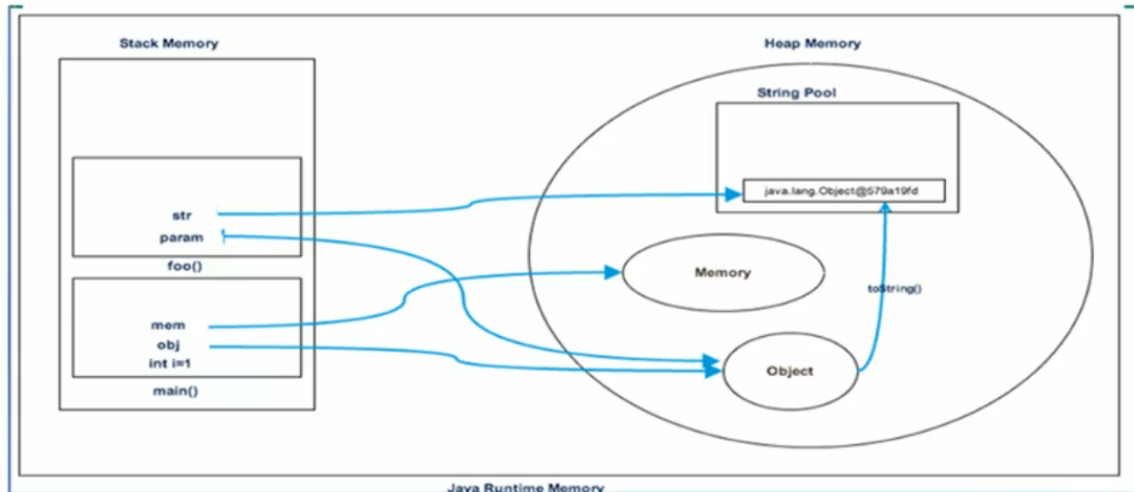 Stack Memory
Heap Memory
String Pool
java.lang.Object@579a19fd
str
param
foo()
Memory
toString()
mem
obj
int i=1
main()
Object
Java Runtime Memory